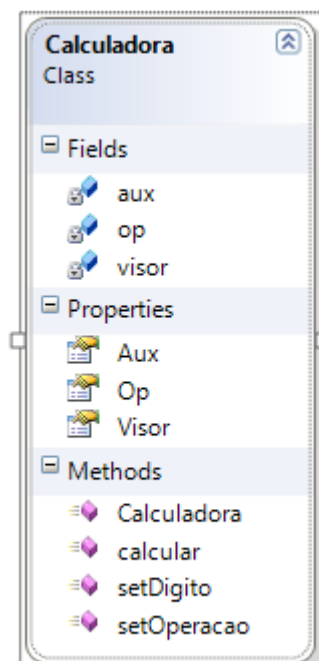 Calculadora
Class
Fields
aux
op
visor
Properties
Aux
Op
Visor
Methods
Calculadora
calcular
setDigito
setOperacao